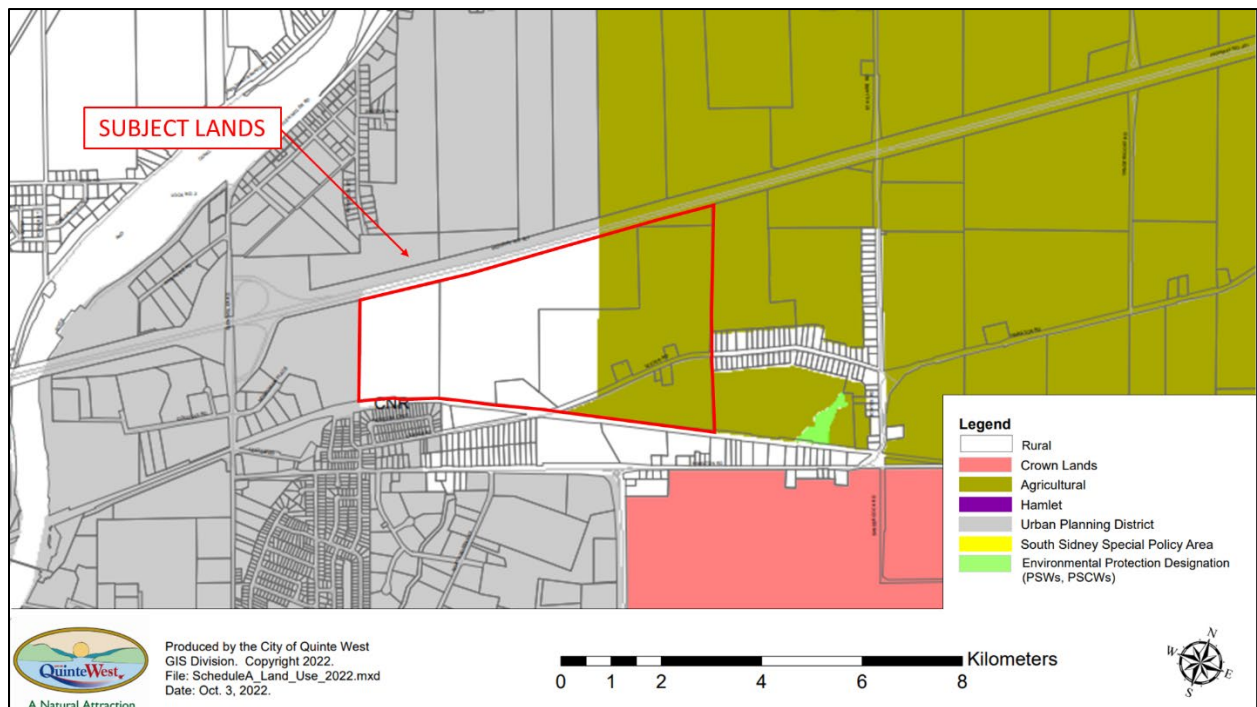 SUBJECT LANDS
CNR
Legend
Rural
Crown Lands
Agricultural
Hamlet
Urban Planning District
South Sidney Special Policy Area
Environmental Protection Designation
(PSWs, PSCWs)
QuinteWest
A Natural Attraction
Produced by the City of Quinte West
GIS Division. Copyright 2022.
File: ScheduleA_Land_Use_2022.mxd
Date: Oct. 3, 2022.
Kilometers
0 1 2 4 6 8
N
W
E
S